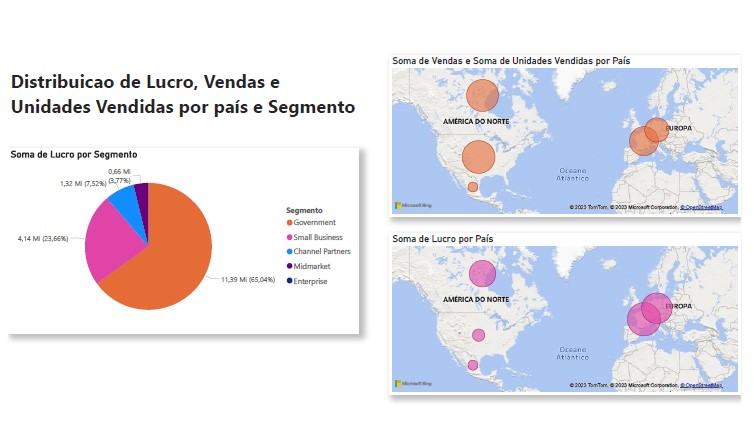 Distribuicao de Lucro, Vendas e
Unidades Vendidas por país e Segmento
Soma de Lucro por Segmento
0,66 Mi
(3,77%)
1,32 Mi (7,52%)
4,14 Mi (23,66%)
11,39 Mi (65,04%)
Segmento
Government
Small Business
Channel Partners
Midmarket
Enterprise
Soma de Vendas e Soma de Unidades Vendidas por País
AMÉRICA DO NORTE
EUROPA
Oceano
Atlântico
Microsoft Bing
© 2023 TomTom, © 2023 Microsoft Corporation, © OpenStreetMap
Soma de Lucro por País
AMÉRICA DO NORTE
EUROPA
Oceano
Atlântico
Microsoft Bing
© 2023 TomTom, © 2023 Microsoft Corporation, © OpenStreetMap